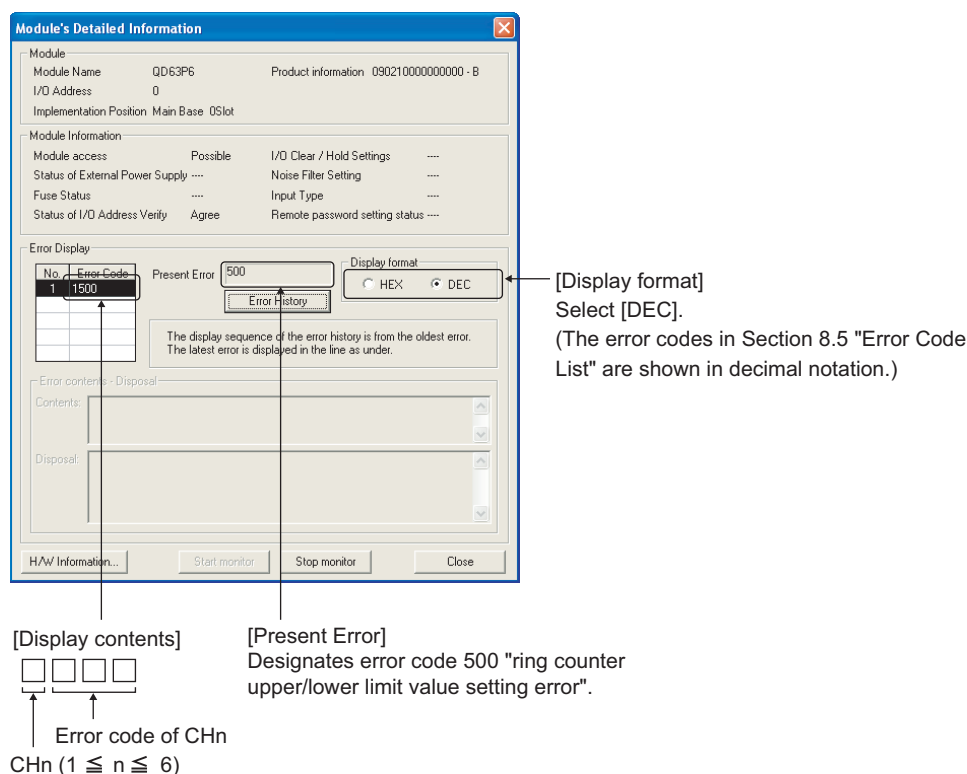 Module's Detailed Information
Module
Module Name QD63P6 Product information 090210000000000 - B
I/O Address 0
Implementation Position Main Base 0Slot
Module Information
Module access Possible I/O Clear / Hold Settings ----
Status of External Power Supply ---- Noise Filter Setting ----
Fuse Status ---- Input Type ----
Status of I/O Address Verify Agree Remote password setting status ----
Error Display
No. Error Code
1 1500
Present Error 500
Error History
Display format
HEX DEC
The display sequence of the error history is from the oldest error.
The latest error is displayed in the line as under.
Error contents - Disposal
Contents:
Disposal:
H/W Information... Start monitor Stop monitor Close
[Display format]
Select [DEC].
(The error codes in Section 8.5 "Error Code
List" are shown in decimal notation.)
[Display contents]
Error code of CHn
CHn (1 ≦ n ≦ 6)
[Present Error]
Designates error code 500 "ring counter
upper/lower limit value setting error".